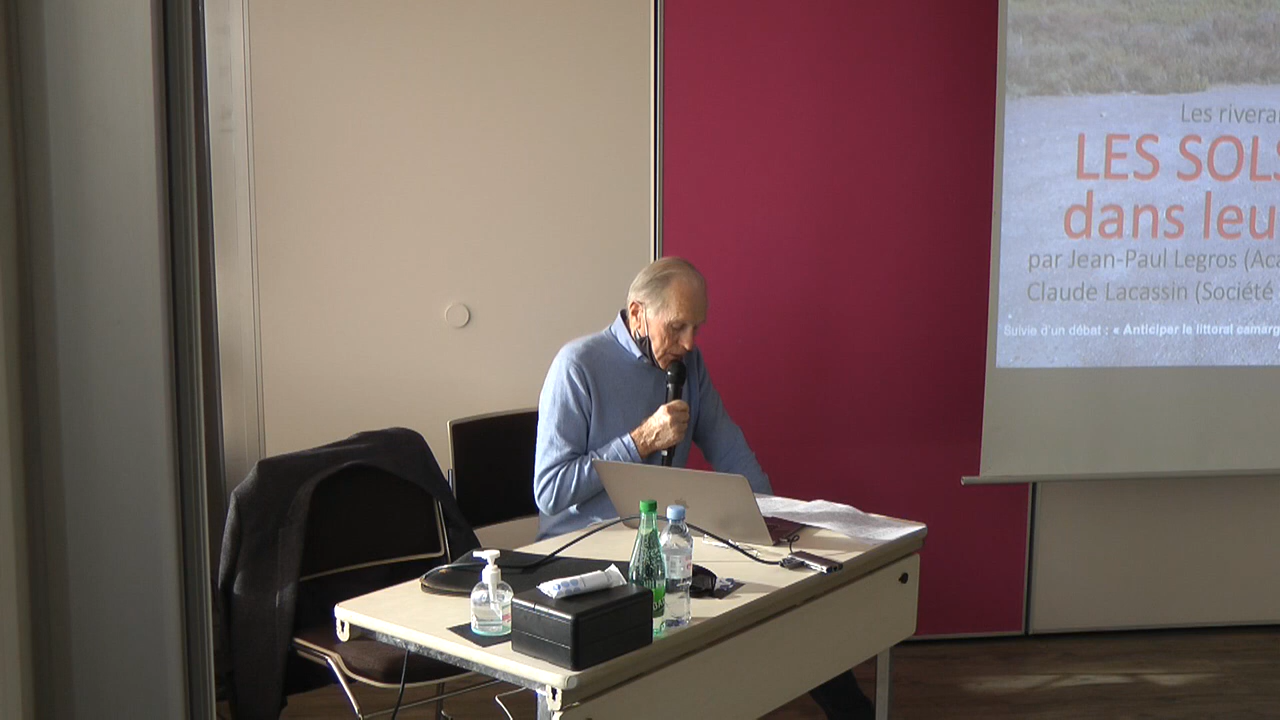 Les rivera
LES SOLS
dans leu
par Jean-Paul Legros (Aca
Claude Lacassin (Société
Suivie d'un débat : « Anticiper le littoral camarg